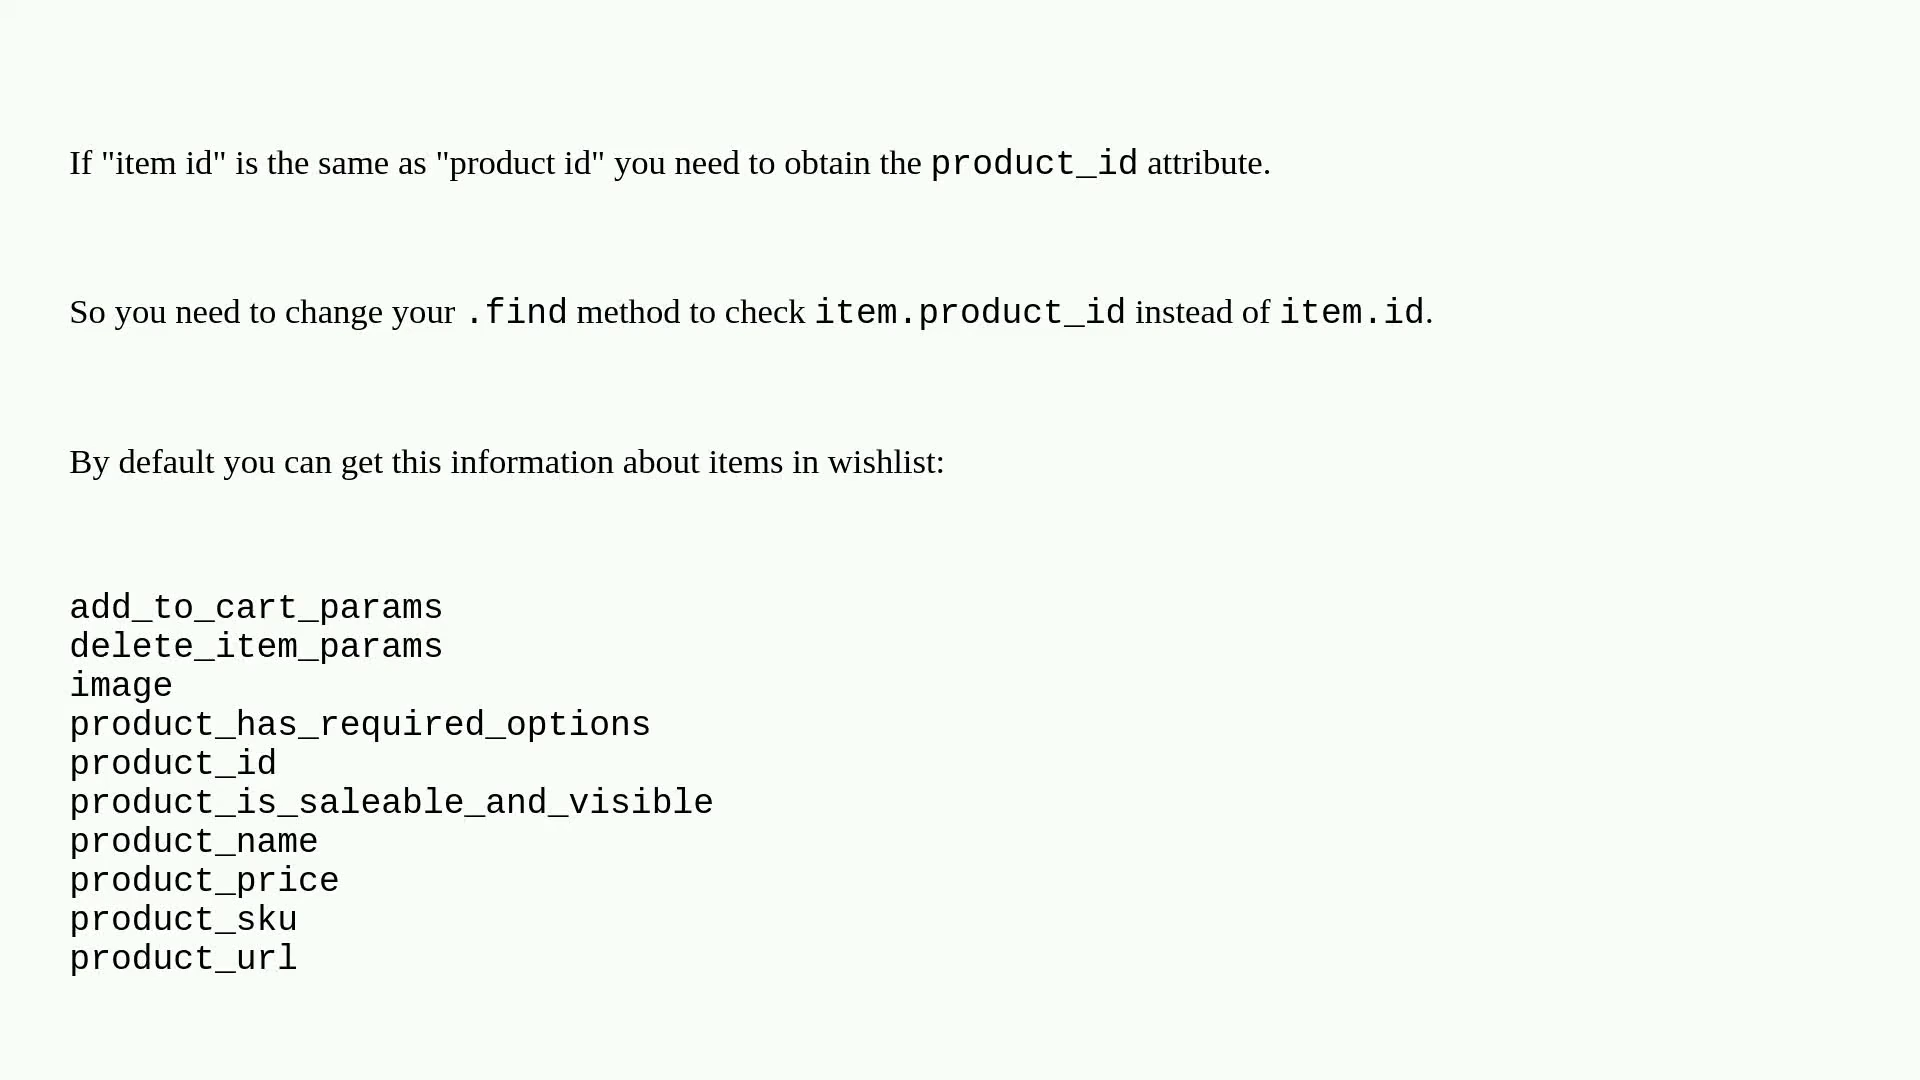 If "item id" is the same as "product id" you need to obtain the product_id attribute.
So you need to change your .find method to check item.product_id instead of item.id.
By default you can get this information about items in wishlist:
add_to_cart_params
delete_item_params
image
product_has_required_options
product_id
product_is_saleable_and_visible
product_name
product_price
product_sku
product_url